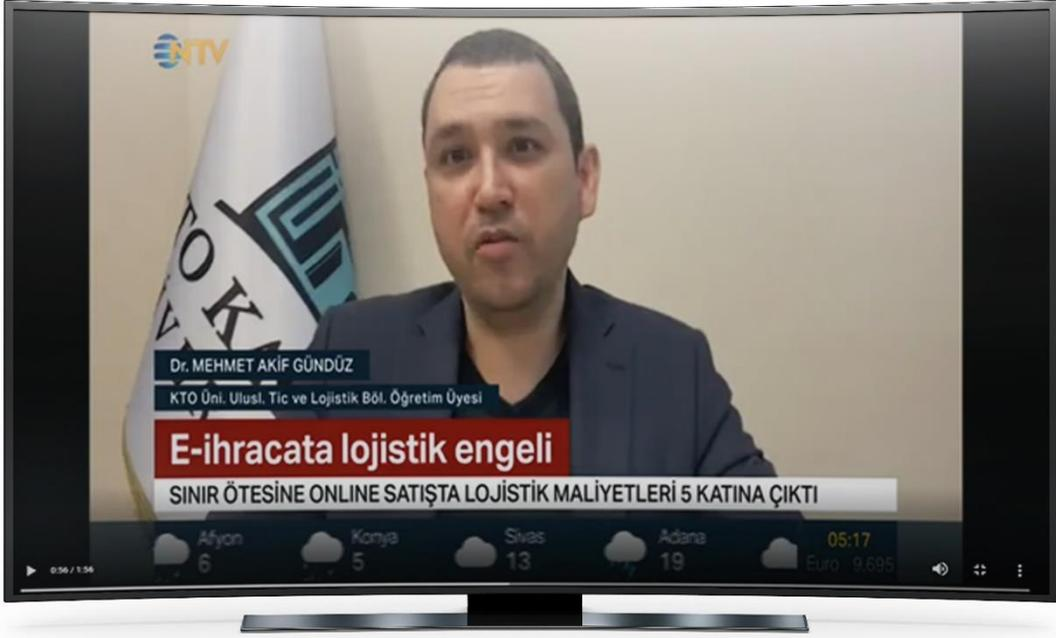 NTV
TO KA
Dr. MEHMET AKİF GÜNDÜZ
KTO Üni. Ulusl. Tic ve Lojistik Böl. Öğretim Üyesi
E-ihracata lojistik engeli
SINIR ÖTESİNE ONLINE SATIŞTA LOJİSTİK MALİYETLERİ 5 KATINA ÇIKTI
Afyon 6 Konya 5 Sivas 13 Adana 19
05:17
Euro 9,695
0:56 / 1:56